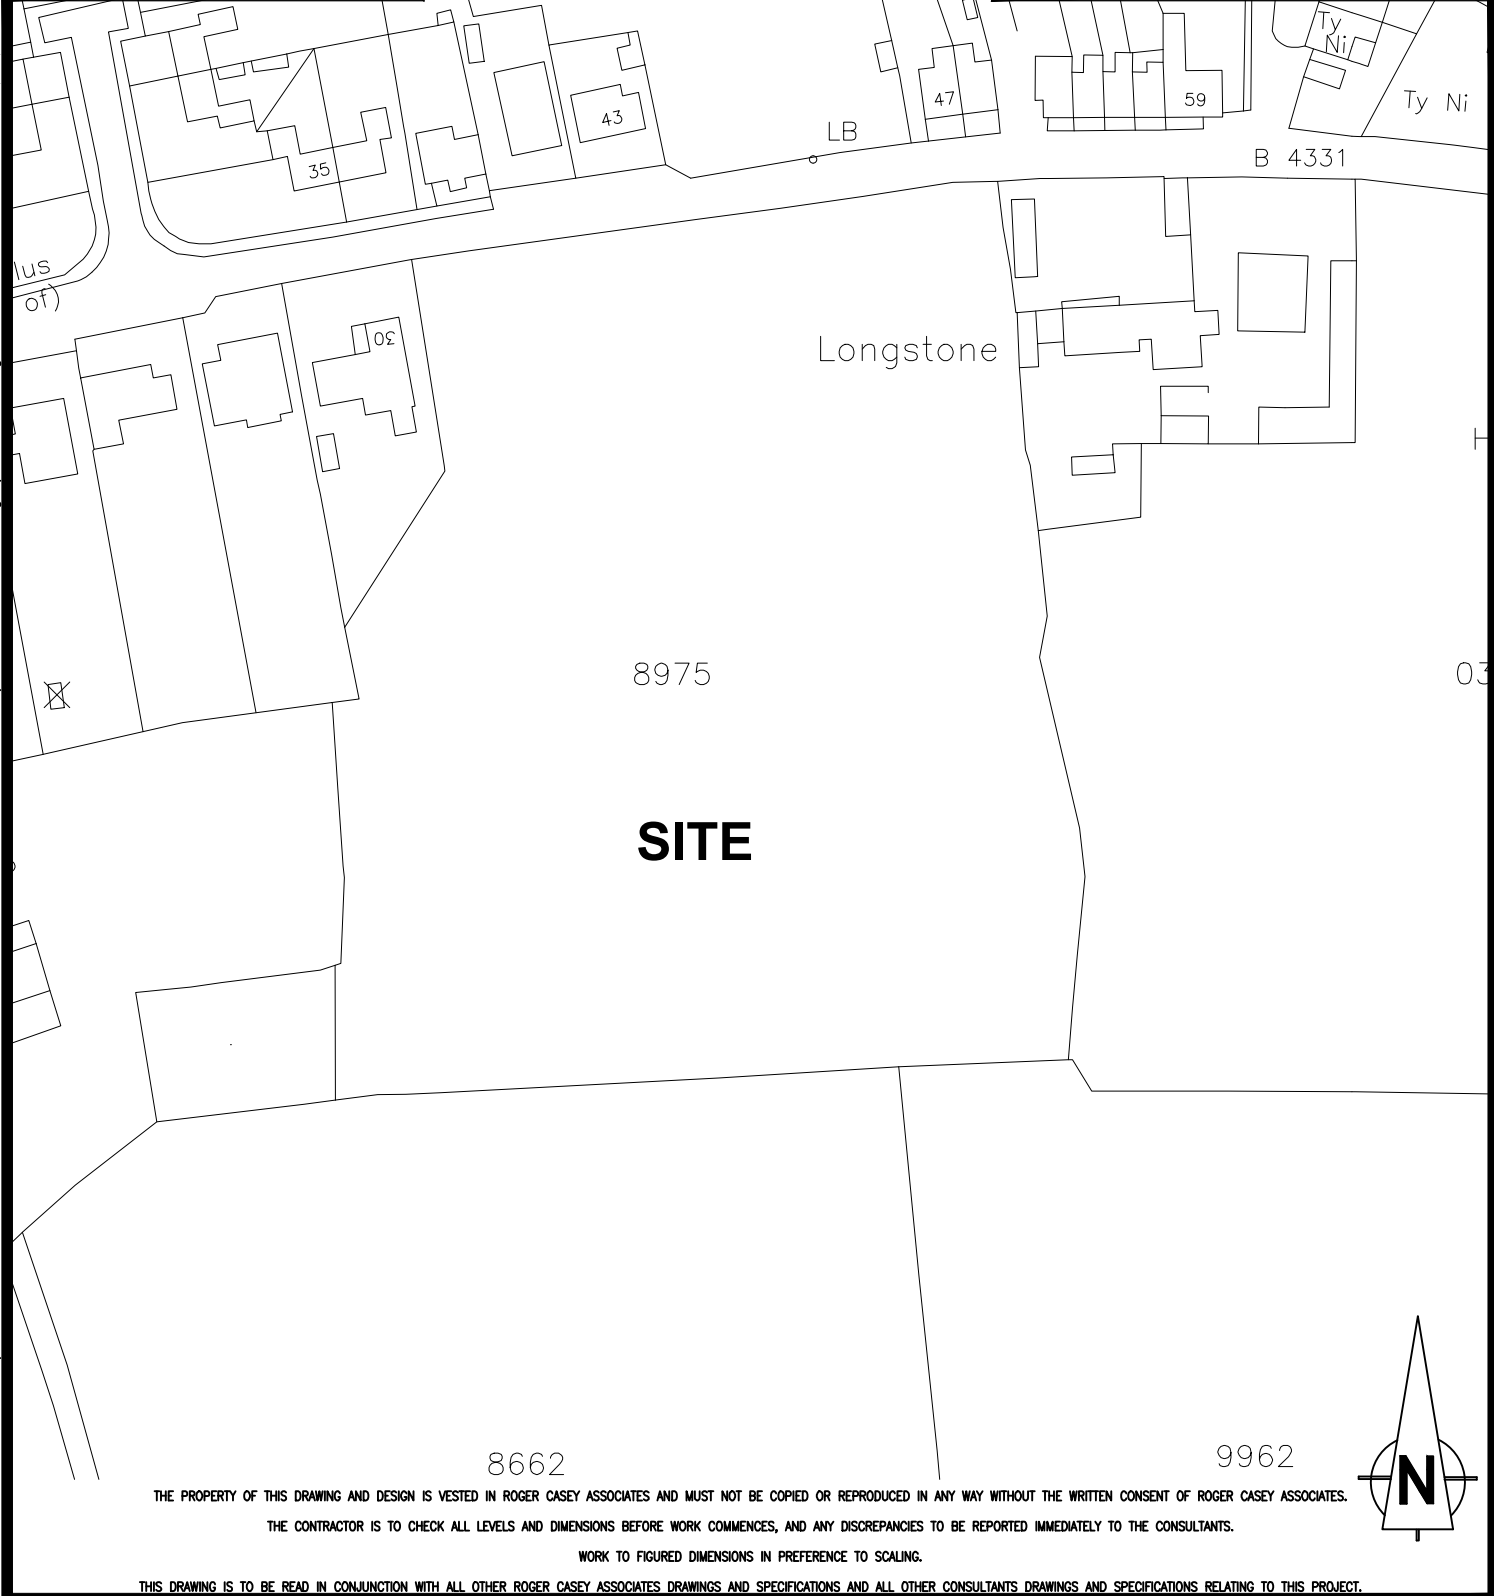 Ty
Ni
47
59
Ty Ni
43
LB
B 4331
35
lus
of)
30
Longstone
H
8975
03
SITE
8662
9962
N
THE PROPERTY OF THIS DRAWING AND DESIGN IS VESTED IN ROGER CASEY ASSOCIATES AND MUST NOT BE COPIED OR REPRODUCED IN ANY WAY WITHOUT THE WRITTEN CONSENT OF ROGER CASEY ASSOCIATES.
THE CONTRACTOR IS TO CHECK ALL LEVELS AND DIMENSIONS BEFORE WORK COMMENCES, AND ANY DISCREPANCIES TO BE REPORTED IMMEDIATELY TO THE CONSULTANTS.
WORK TO FIGURED DIMENSIONS IN PREFERENCE TO SCALING.
THIS DRAWING IS TO BE READ IN CONJUNCTION WITH ALL OTHER ROGER CASEY ASSOCIATES DRAWINGS AND SPECIFICATIONS AND ALL OTHER CONSULTANTS DRAWINGS AND SPECIFICATIONS RELATING TO THIS PROJECT.